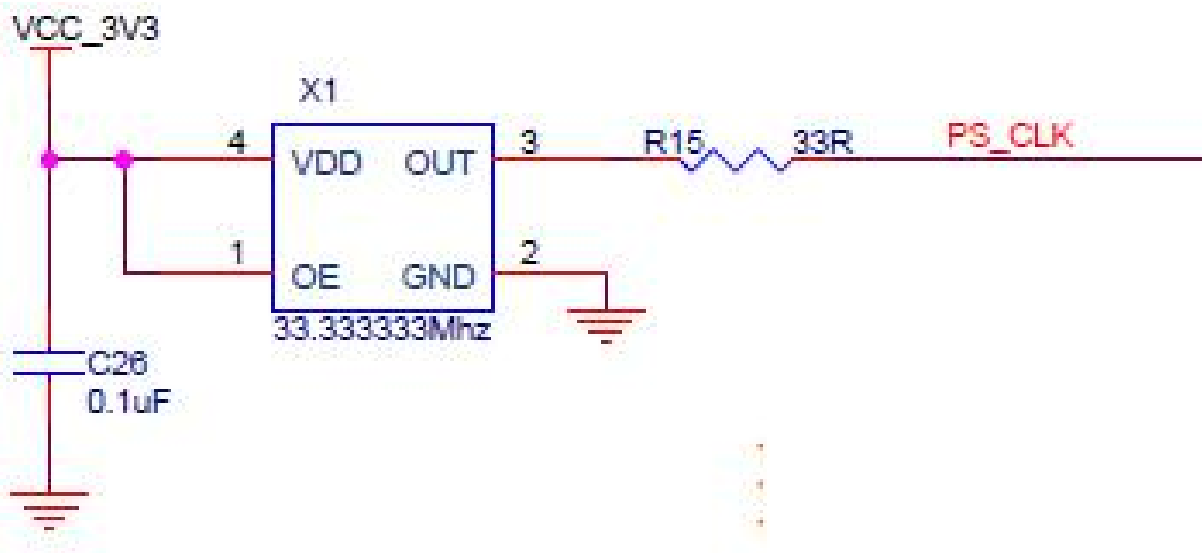 VCC_3V3
X1
4 VDD OUT 3 R15 33R PS_CLK
1 OE GND 2
33.333333Mhz
C26
0.1uF